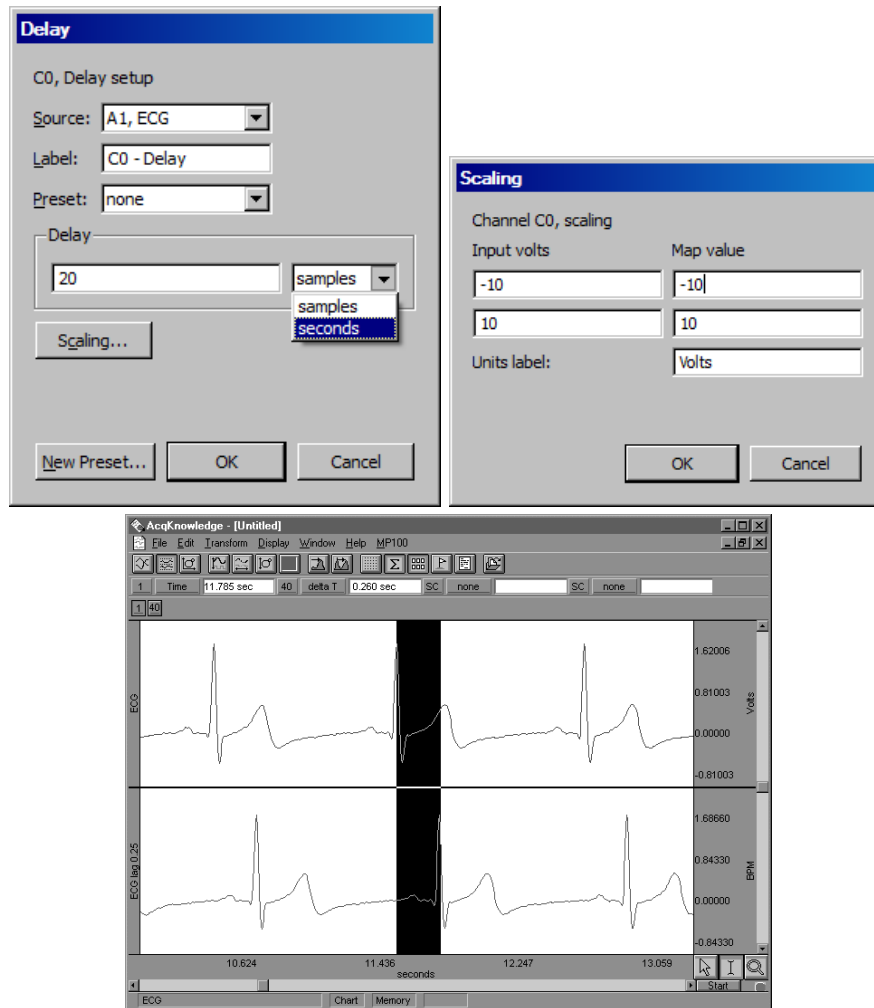 Delay
C0, Delay setup
Source: A1, ECG
Label: C0 - Delay
Preset: none
Delay
20 samples
samples
seconds
Scaling...
New Preset... OK Cancel
Scaling
Channel C0, scaling
Input volts Map value
-10 -10
10 10
Units label: Volts
OK Cancel
AcqKnowledge - [Untitled]
File Edit Transform Display Window Help MP100
1 Time 11.785 sec 40 delta T 0.260 sec SC none SC none
1 40
ECG
1.62006
0.81003
0.00000
-0.81003
Volts
ECG lag 0.25
1.68660
0.84330
0.00000
-0.84330
BPM
10.624 11.436 12.247 13.059
seconds
Start
ECG Chart Memory